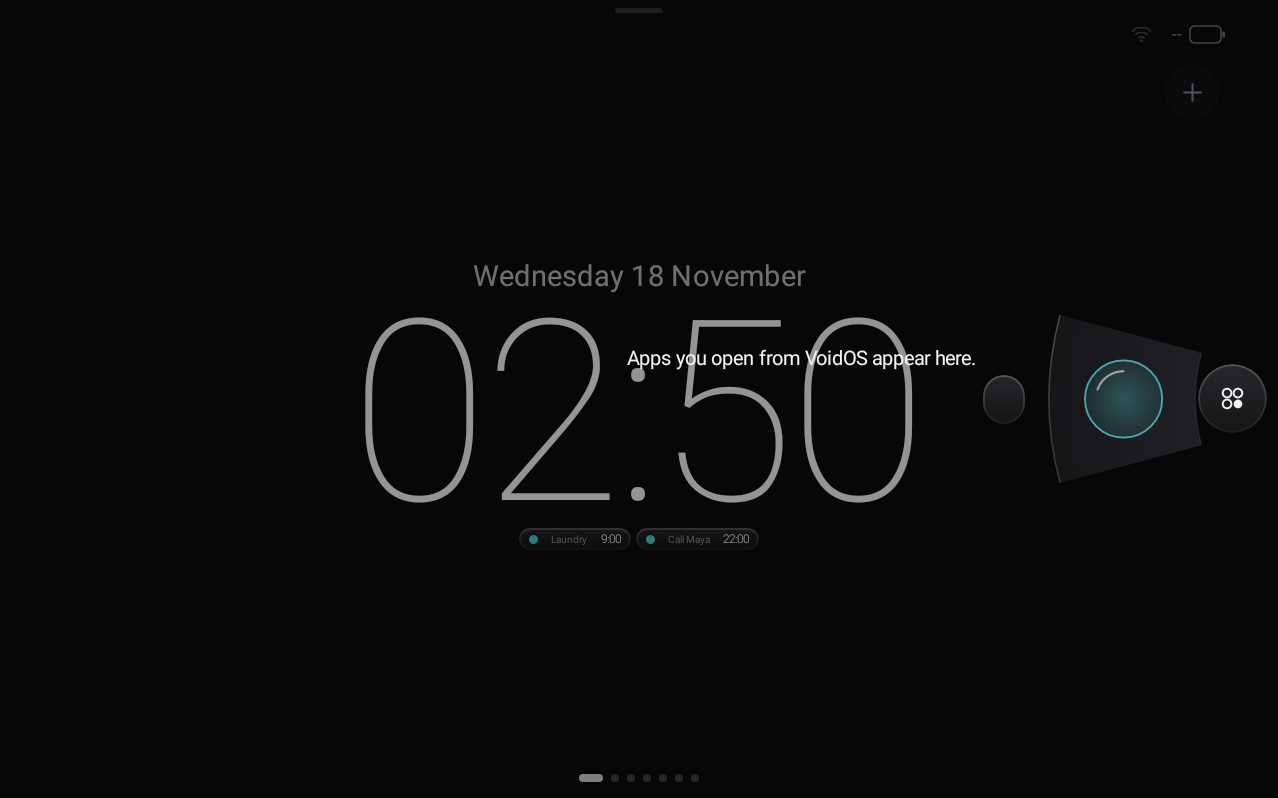 --
Wednesday 18 November
02:50
Apps you open from VoidOS appear here.
Laundry 9:00
Call Maya 22:00